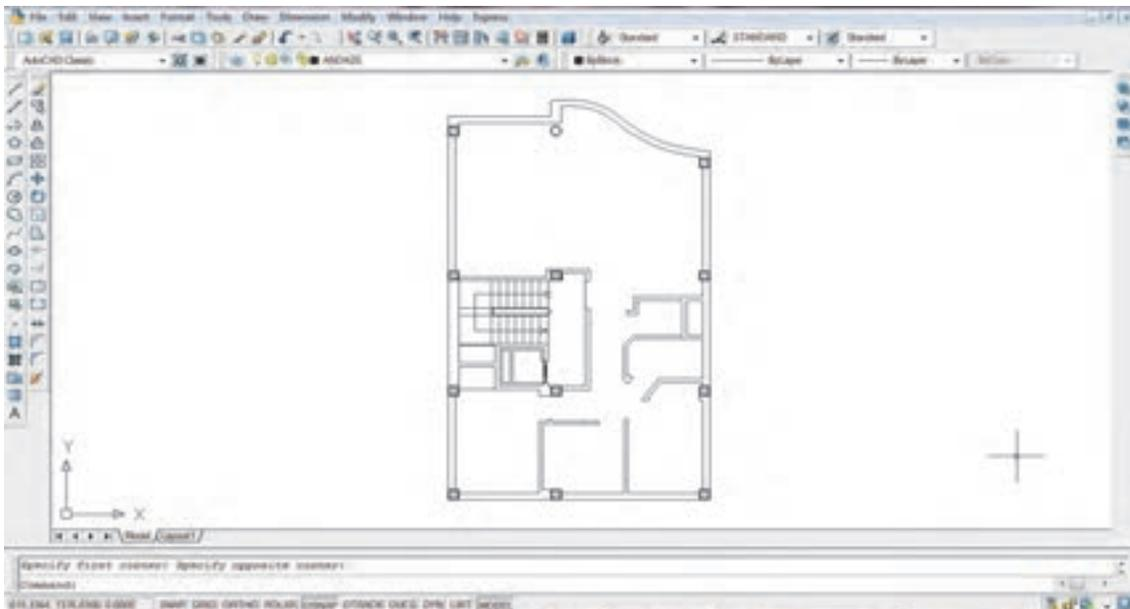 File Edit View Insert Format Tools Draw Dimension Modify Window Help Express
Standard STANDARD Standard
AutoCAD Classic ANDAZE ByBlock ByLayer ByLayer ByColor
A
Y
X
Model Layout1
Specify first corner: Specify opposite corner:
Command:
SNAP GRID ORTHO POLAR OSNAP OTRACK DUCS DYN LWT MODEL